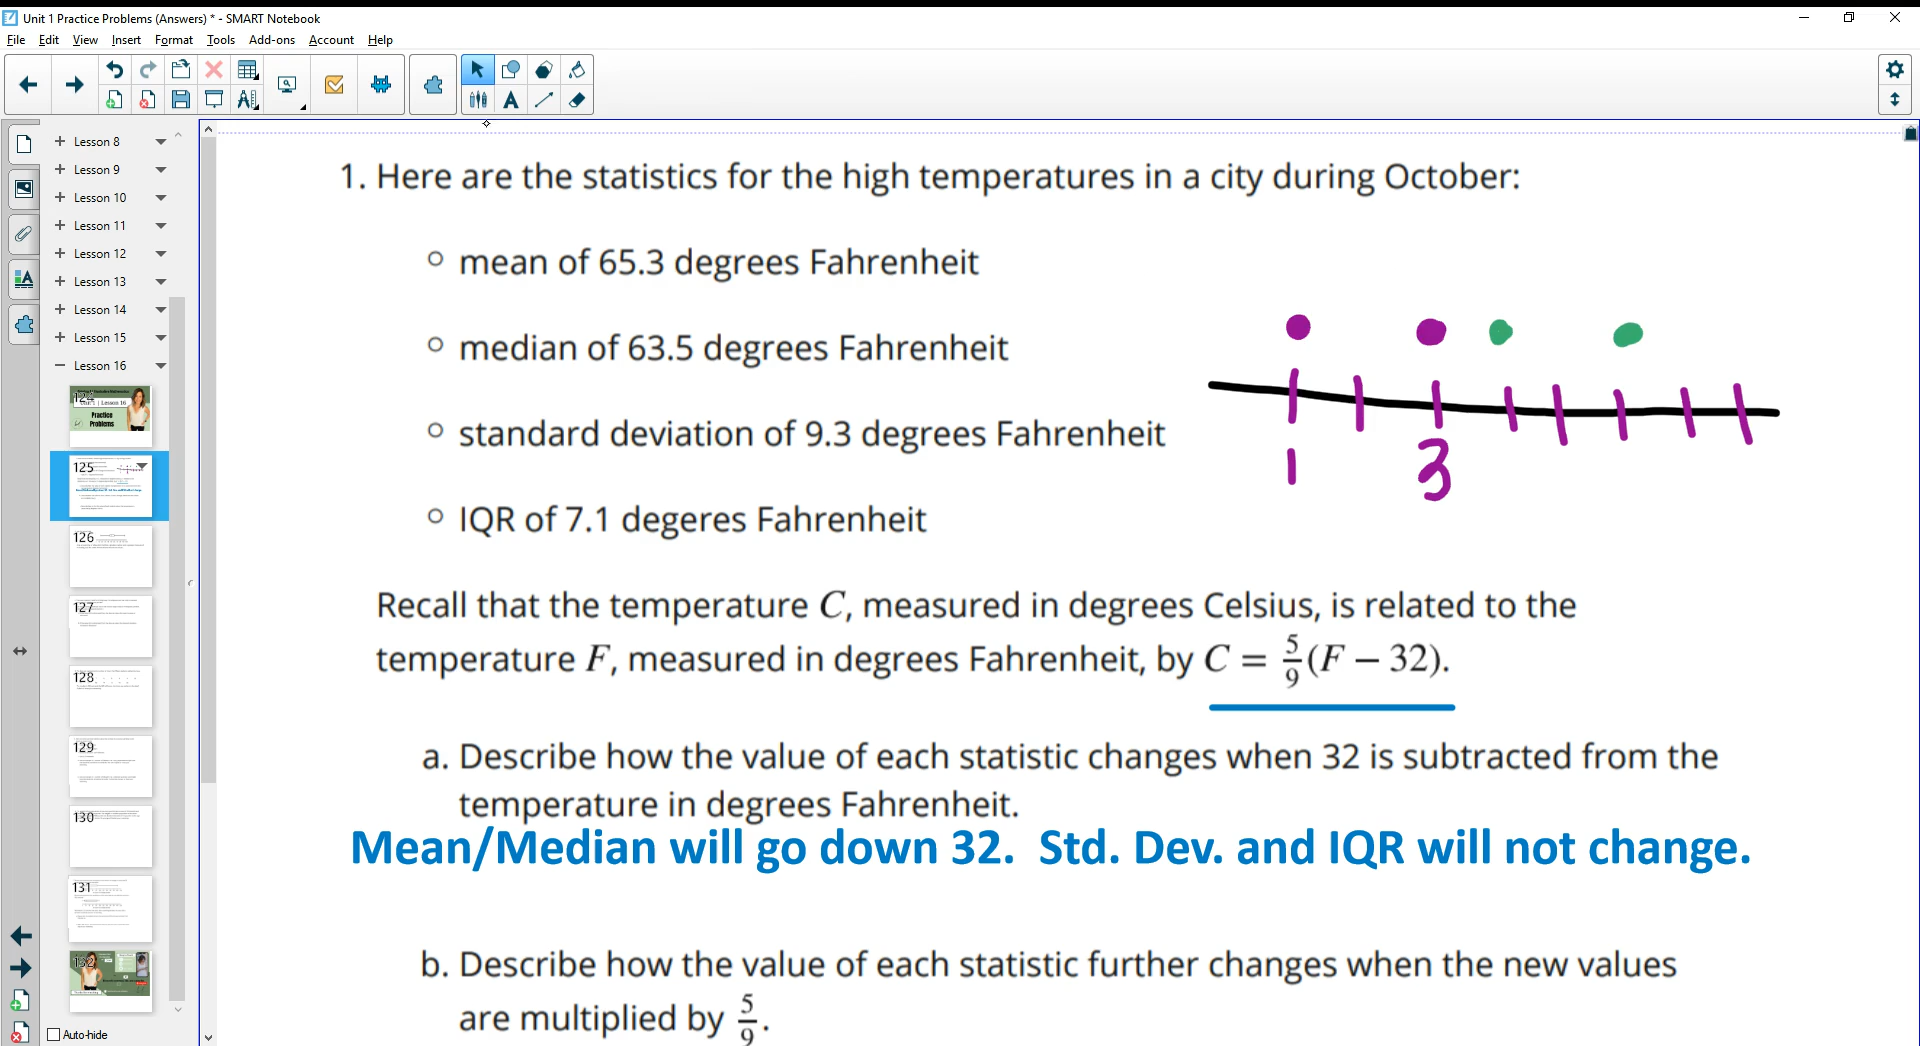 Unit 1 Practice Problems (Answers) * - SMART Notebook
File Edit View Insert Format Tools Add-ons Account Help
Lesson 8
Lesson 9
Lesson 10
Lesson 11
Lesson 12
Lesson 13
Lesson 14
Lesson 15
Lesson 16
124
Practice
Problems
125
126
127
128
129
130
131
132
Auto-hide
1. Here are the statistics for the high temperatures in a city during October:
○ mean of 65.3 degrees Fahrenheit
○ median of 63.5 degrees Fahrenheit
○ standard deviation of 9.3 degrees Fahrenheit
○ IQR of 7.1 degeres Fahrenheit
1 3
Recall that the temperature C, measured in degrees Celsius, is related to the
temperature F, measured in degrees Fahrenheit, by C = 5/9 (F − 32).
a. Describe how the value of each statistic changes when 32 is subtracted from the
temperature in degrees Fahrenheit.
Mean/Median will go down 32. Std. Dev. and IQR will not change.
b. Describe how the value of each statistic further changes when the new values
are multiplied by 5/9.